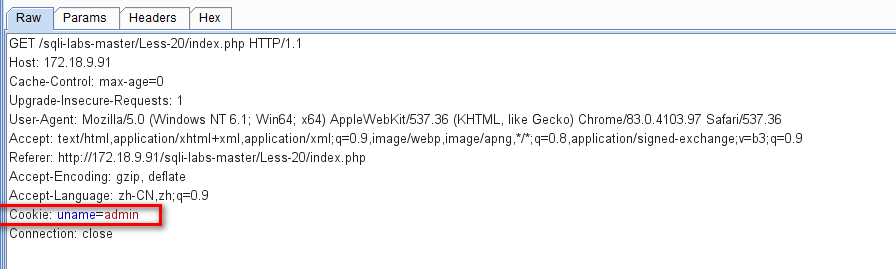 Raw Params Headers Hex
GET /sqli-labs-master/Less-20/index.php HTTP/1.1
Host: 172.18.9.91
Cache-Control: max-age=0
Upgrade-Insecure-Requests: 1
User-Agent: Mozilla/5.0 (Windows NT 6.1; Win64; x64) AppleWebKit/537.36 (KHTML, like Gecko) Chrome/83.0.4103.97 Safari/537.36
Accept: text/html,application/xhtml+xml,application/xml;q=0.9,image/webp,image/apng,*/*;q=0.8,application/signed-exchange;v=b3;q=0.9
Referer: http://172.18.9.91/sqli-labs-master/Less-20/index.php
Accept-Encoding: gzip, deflate
Accept-Language: zh-CN,zh;q=0.9
Cookie: uname=admin
Connection: close